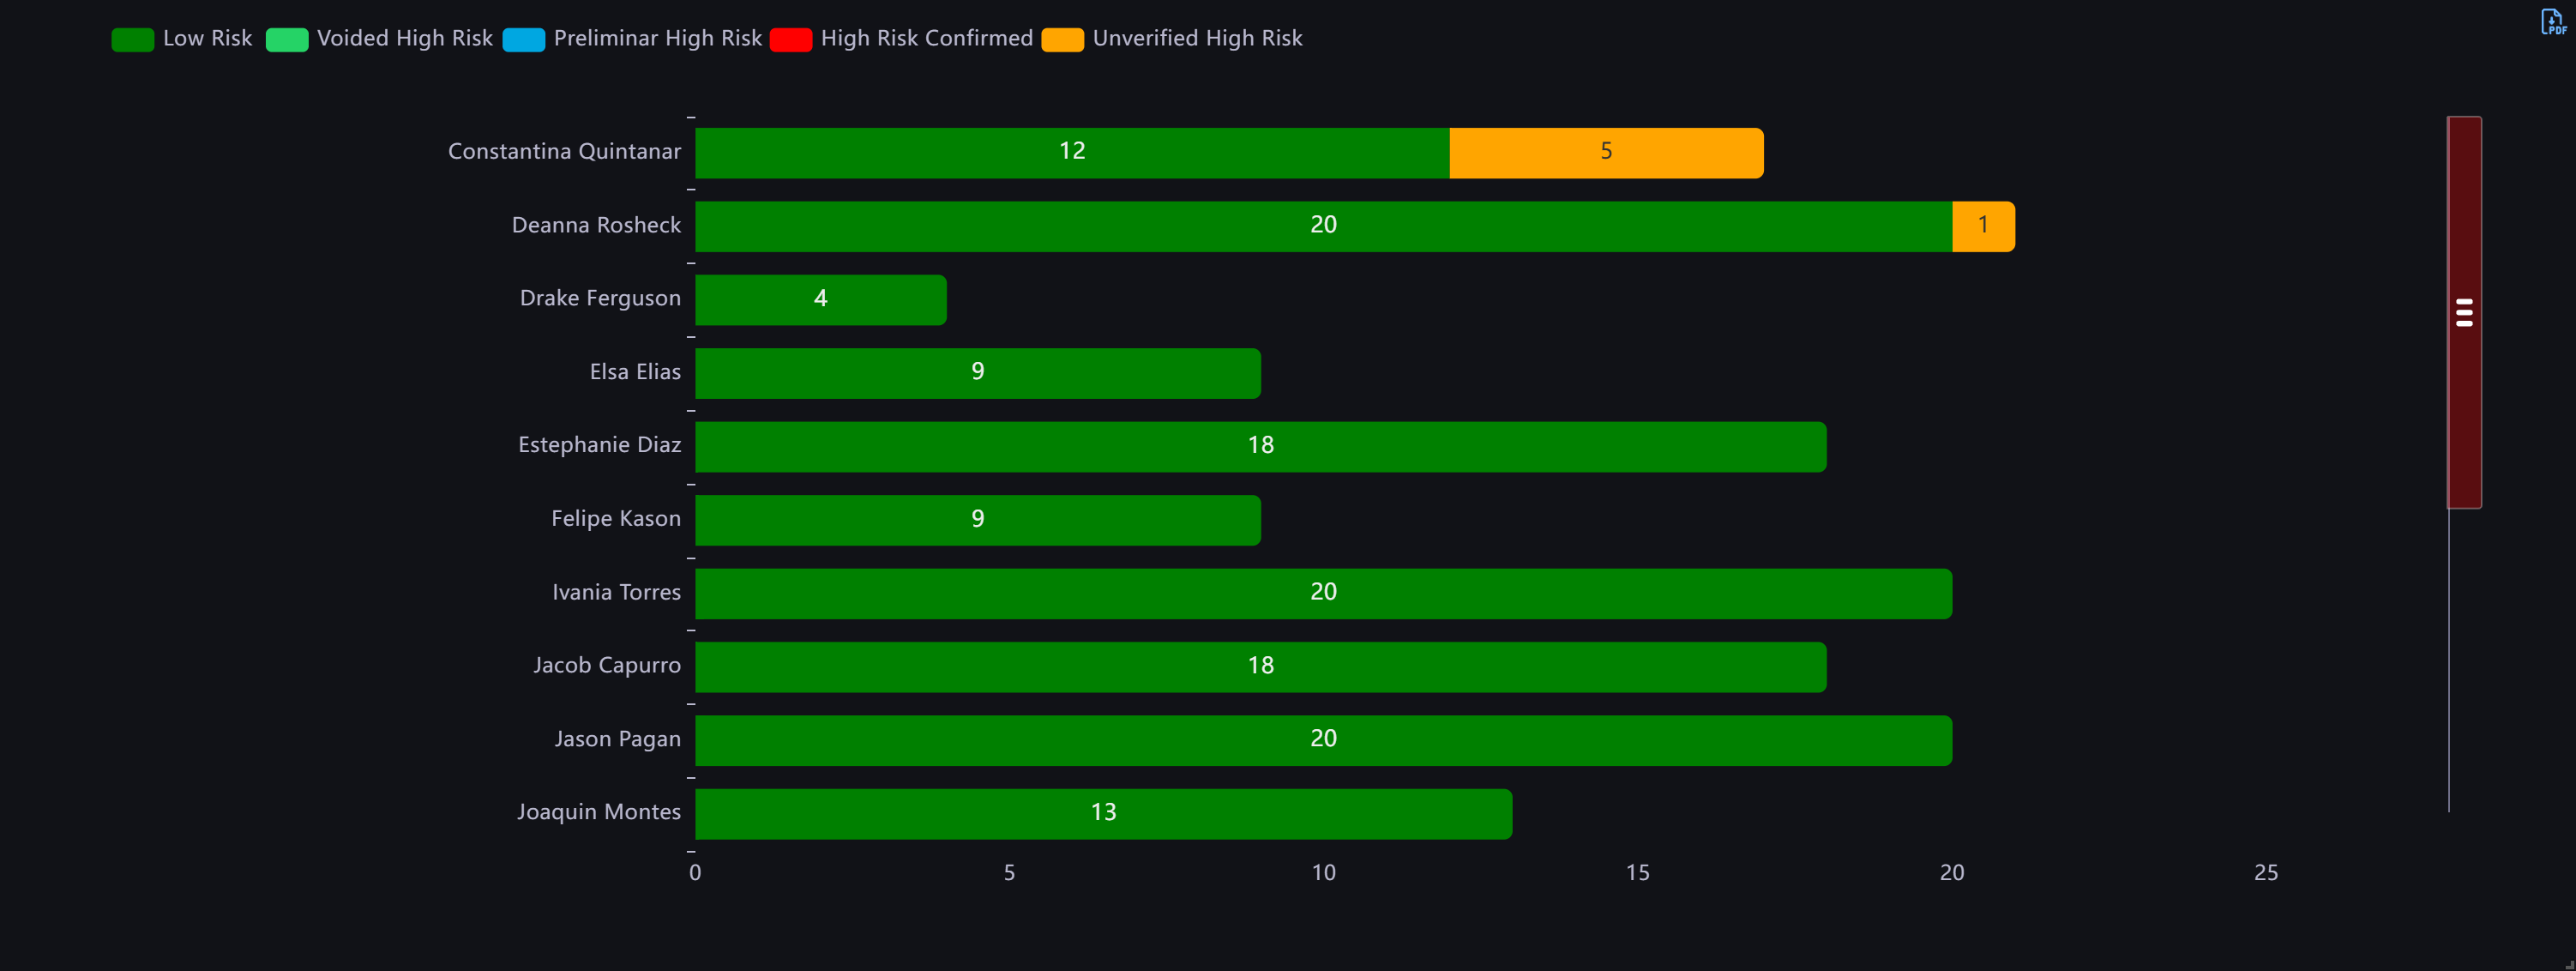 Low Risk Voided High Risk Preliminar High Risk High Risk Confirmed Unverified High Risk
PDF
Constantina Quintanar 12 5
Deanna Rosheck 20 1
Drake Ferguson 4
Elsa Elias 9
Estephanie Diaz 18
Felipe Kason 9
Ivania Torres 20
Jacob Capurro 18
Jason Pagan 20
Joaquin Montes 13
0 5 10 15 20 25